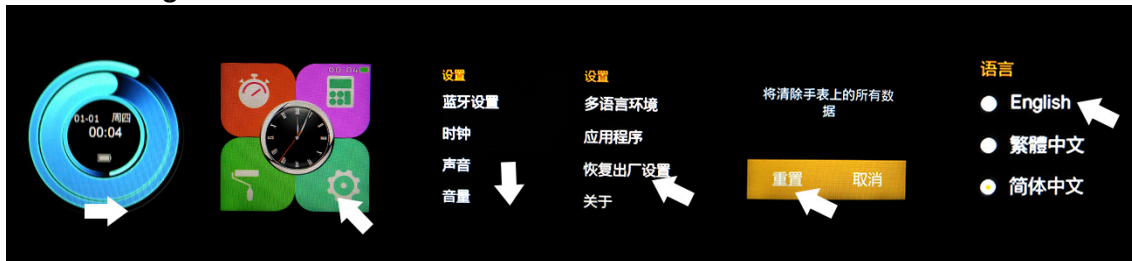 01-01 周四
00:04
00:04
设置
蓝牙设置
时钟
声音
音量
设置
多语言环境
应用程序
恢复出厂设置
关于
将清除手表上的所有数
据
重置 取消
语言
English
繁體中文
简体中文